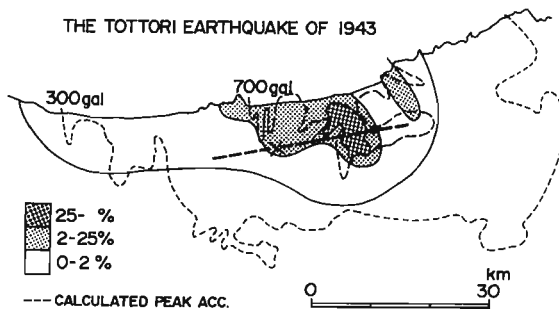 THE TOTTORI EARTHQUAKE OF 1943
300gal
700gal
25- %
2-25%
0-2 %
---- CALCULATED PEAK ACC.
km
0 30